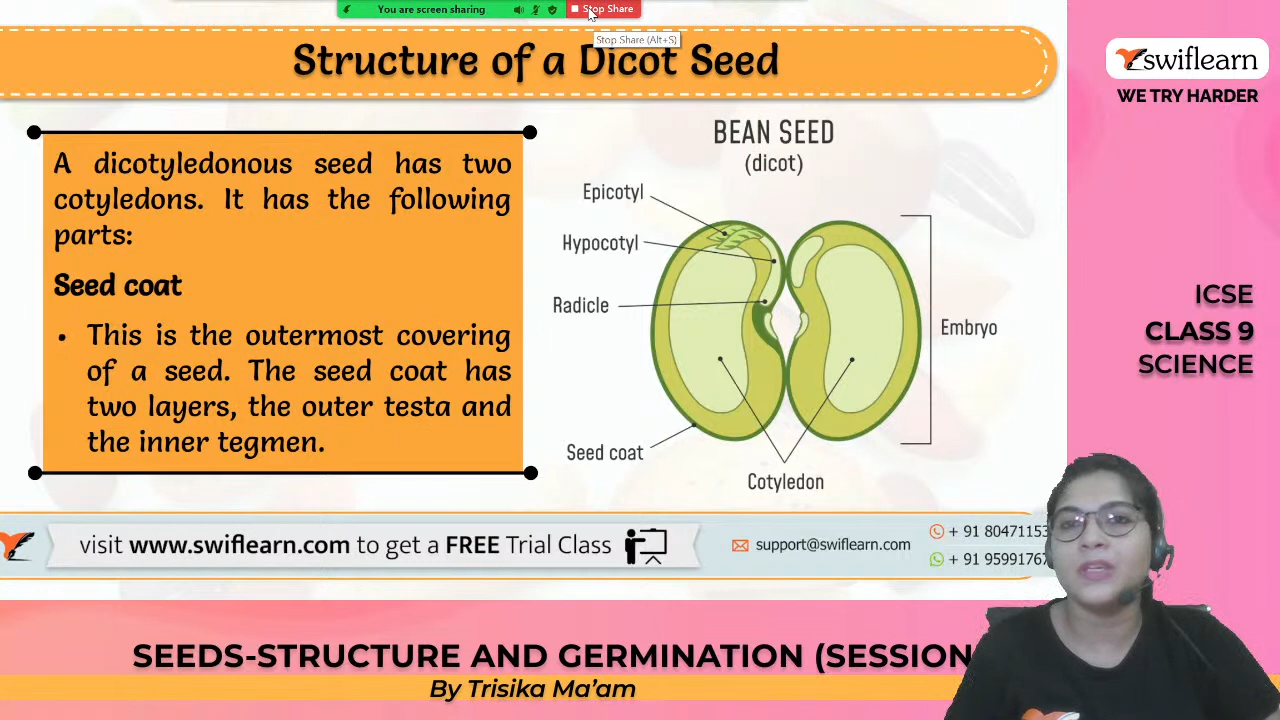 You are screen sharing
Stop Share
Stop Share (Alt+S)
Structure of a Dicot Seed
swiflearn
WE TRY HARDER
A dicotyledonous seed has two
cotyledons. It has the following
parts:
Seed coat
• This is the outermost covering
of a seed. The seed coat has
two layers, the outer testa and
the inner tegmen.
BEAN SEED
(dicot)
Epicotyl
Hypocotyl
Radicle
Seed coat
Cotyledon
Embryo
ICSE
CLASS 9
SCIENCE
visit www.swiflearn.com to get a FREE Trial Class
support@swiflearn.com
+ 91 80471153
+ 91 9599176
SEEDS-STRUCTURE AND GERMINATION (SESSION
By Trisika Ma'am